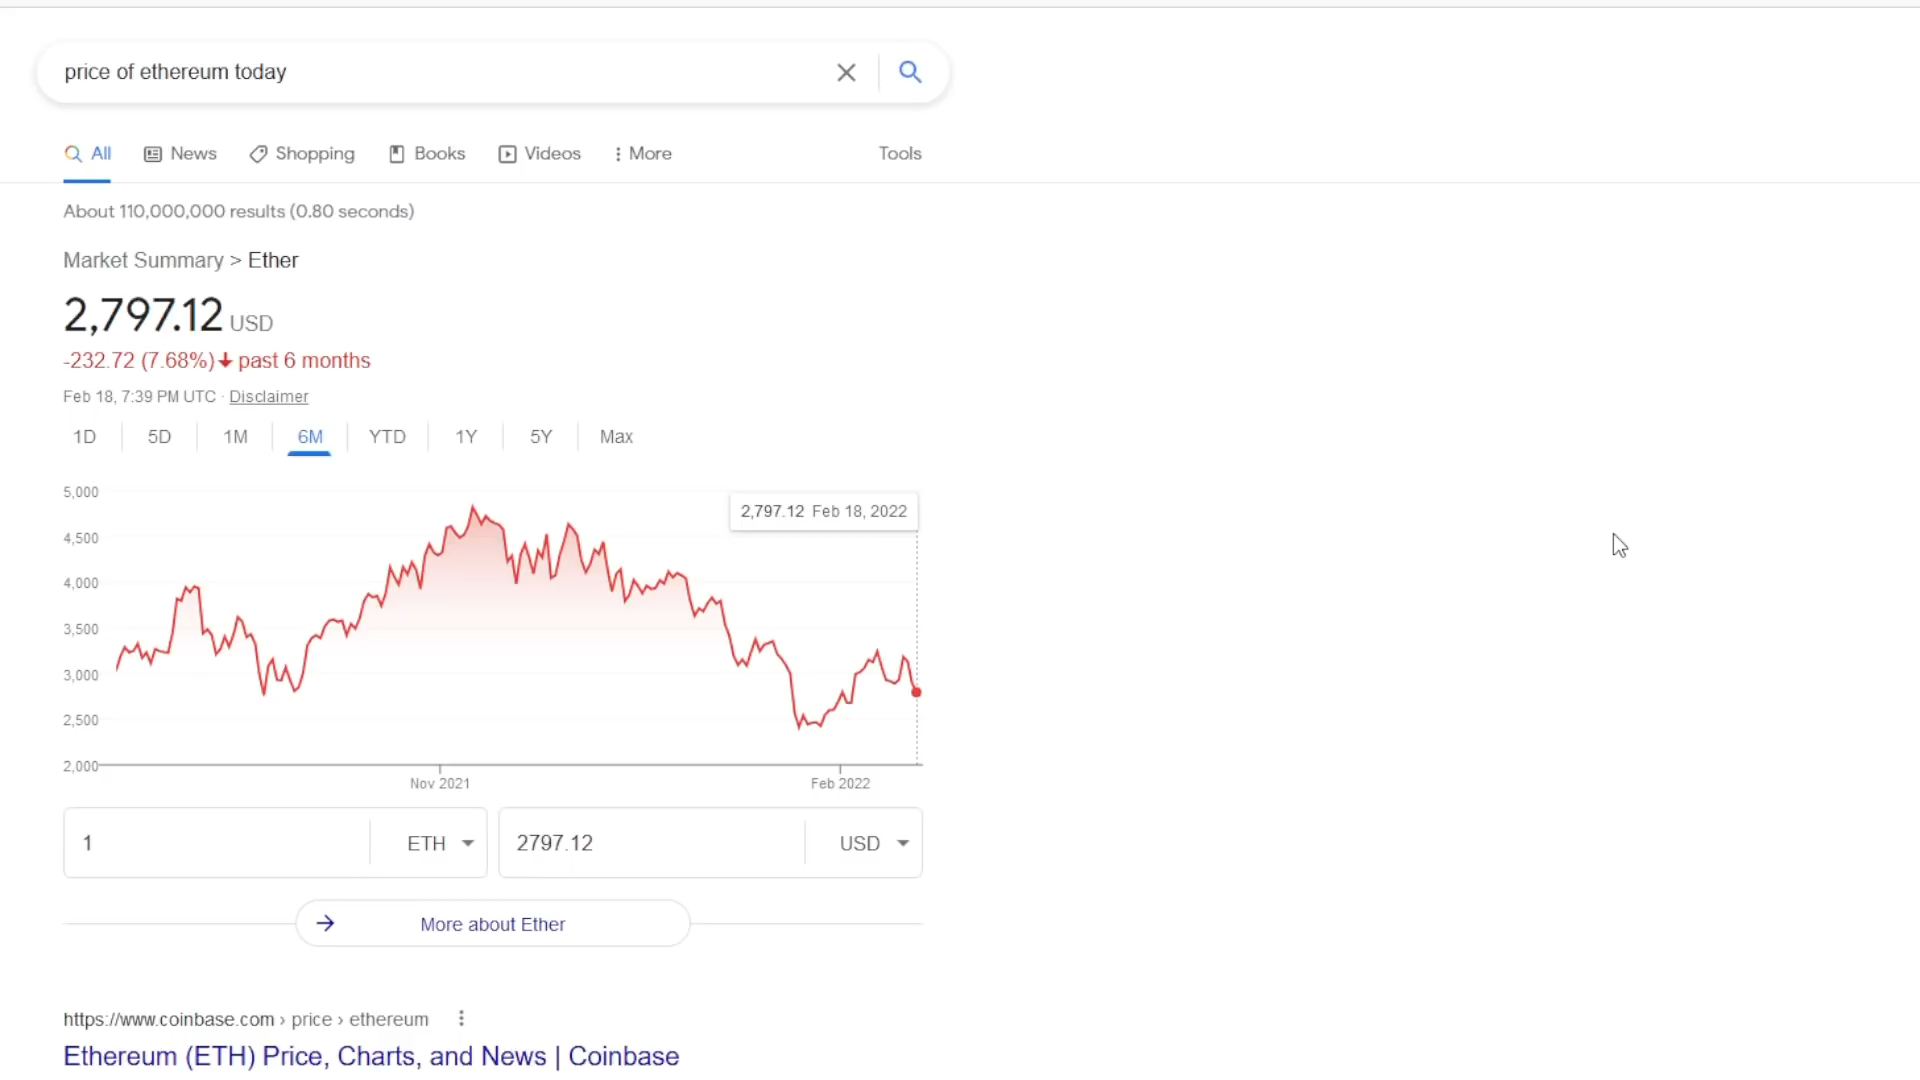 price of ethereum today
All News Shopping Books Videos More Tools
About 110,000,000 results (0.80 seconds)
Market Summary > Ether
2,797.12 USD
-232.72 (7.68%) past 6 months
Feb 18, 7:39 PM UTC · Disclaimer
1D 5D 1M 6M YTD 1Y 5Y Max
5,000
2,797.12 Feb 18, 2022
4,500
4,000
3,500
3,000
2,500
2,000
Nov 2021 Feb 2022
1 ETH 2797.12 USD
More about Ether
https://www.coinbase.com › price › ethereum
Ethereum (ETH) Price, Charts, and News | Coinbase